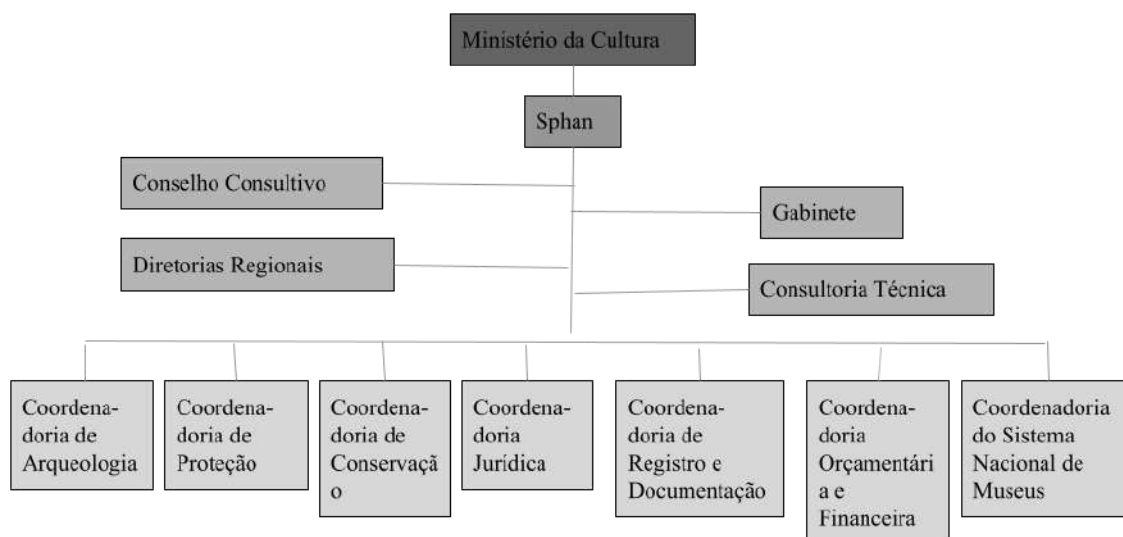 Ministério da Cultura
Sphan
Conselho Consultivo
Gabinete
Diretorias Regionais
Consultoria Técnica
Coordena-
doria de
Arqueologia
Coordena-
doria de
Proteção
Coordena-
doria de
Conservaçã
o
Coordena-
doria
Jurídica
Coordena-
doria de
Registro e
Documentação
Coordena-
doria
Orçamentári
a e
Financeira
Coordenadoria
do Sistema
Nacional de
Museus